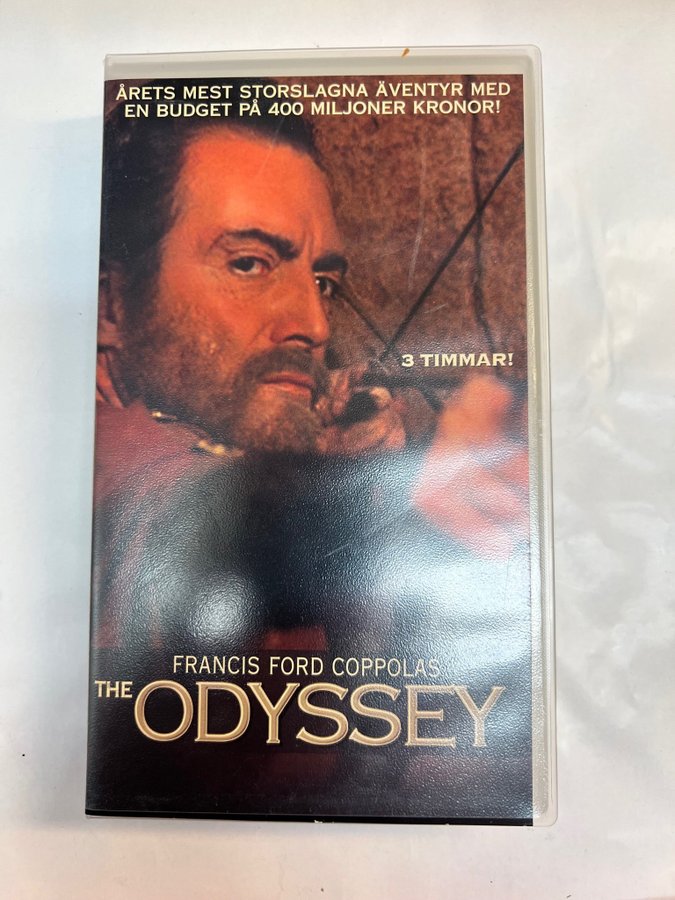 ÅRETS MEST STORSLAGNA ÄVENTYR MED
EN BUDGET PÅ 400 MILJONER KRONOR!
3 TIMMAR!
FRANCIS FORD COPPOLAS
THE ODYSSEY